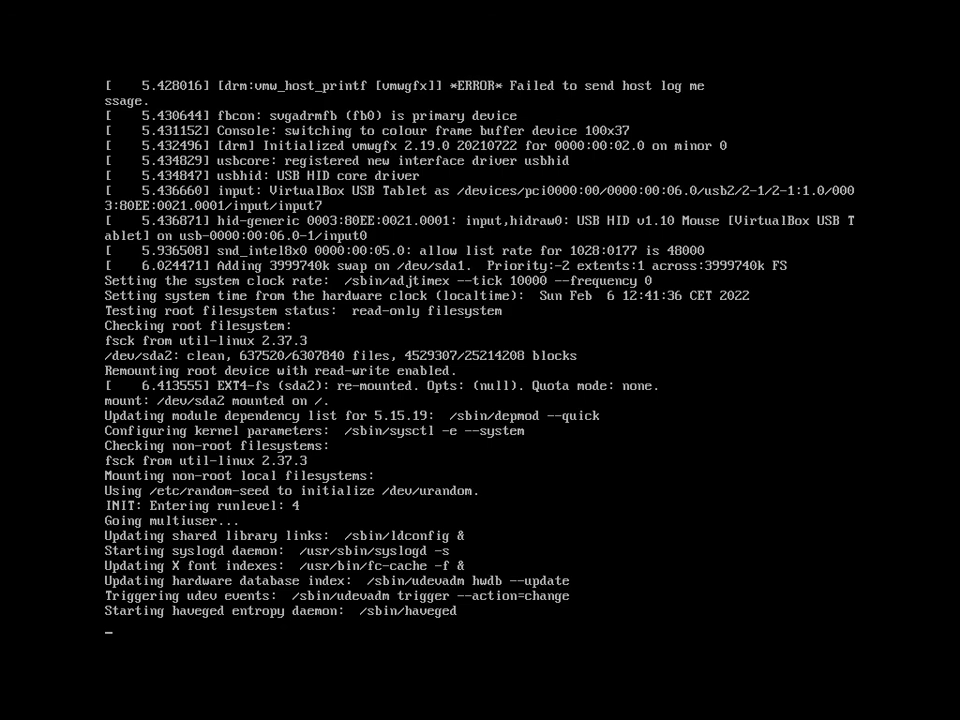 [    5.428016] [drm:vmw_host_printf [vmwgfx]] *ERROR* Failed to send host log me
ssage.
[    5.430644] fbcon: svgadrmfb (fb0) is primary device
[    5.431152] Console: switching to colour frame buffer device 100x37
[    5.432496] [drm] Initialized vmwgfx 2.19.0 20210722 for 0000:00:02.0 on minor 0
[    5.434829] usbcore: registered new interface driver usbhid
[    5.434847] usbhid: USB HID core driver
[    5.436660] input: VirtualBox USB Tablet as /devices/pci0000:00/0000:00:06.0/usb2/2-1/2-1:1.0/000
3:80EE:0021.0001/input/input7
[    5.436871] hid-generic 0003:80EE:0021.0001: input,hidraw0: USB HID v1.10 Mouse [VirtualBox USB T
ablet] on usb-0000:00:06.0-1/input0
[    5.936508] snd_intel8x0 0000:00:05.0: allow list rate for 1028:0177 is 48000
[    6.024471] Adding 3999740k swap on /dev/sda1.  Priority:-2 extents:1 across:3999740k FS
Setting the system clock rate:  /sbin/adjtimex --tick 10000 --frequency 0
Setting system time from the hardware clock (localtime):  Sun Feb  6 12:41:36 CET 2022
Testing root filesystem status:  read-only filesystem
Checking root filesystem:
fsck from util-linux 2.37.3
/dev/sda2: clean, 637520/6307840 files, 4529307/25214208 blocks
Remounting root device with read-write enabled.
[    6.413555] EXT4-fs (sda2): re-mounted. Opts: (null). Quota mode: none.
mount: /dev/sda2 mounted on /.
Updating module dependency list for 5.15.19:  /sbin/depmod --quick
Configuring kernel parameters:  /sbin/sysctl -e --system
Checking non-root filesystems:
fsck from util-linux 2.37.3
Mounting non-root local filesystems:
Using /etc/random-seed to initialize /dev/urandom.
INIT: Entering runlevel: 4
Going multiuser...
Updating shared library links:  /sbin/ldconfig &
Starting syslogd daemon:  /usr/sbin/syslogd -s
Updating X font indexes:  /usr/bin/fc-cache -f &
Updating hardware database index:  /sbin/udevadm hwdb --update
Triggering udev events:  /sbin/udevadm trigger --action=change
Starting haveged entropy daemon:  /sbin/haveged
_